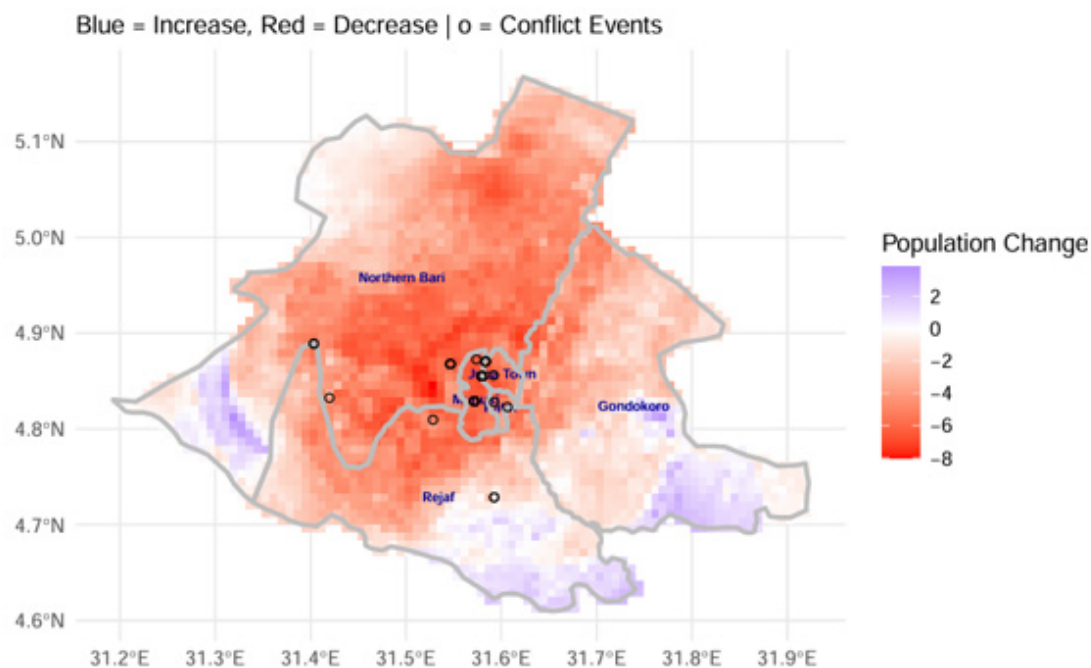 Blue = Increase, Red = Decrease | o = Conflict Events
5.1°N
5.0°N
4.9°N
4.8°N
4.7°N
4.6°N
31.2°E 31.3°E 31.4°E 31.5°E 31.6°E 31.7°E 31.8°E 31.9°E
Northern Bari
Town
Gondokoro
Rejaf
Population Change
2
0
−2
−4
−6
−8